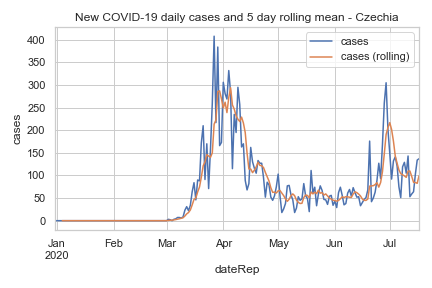 New COVID-19 daily cases and 5 day rolling mean - Czechia
cases
cases (rolling)
400
350
300
250
200
150
100
50
0
cases
Jan
2020
Feb
Mar
Apr
May
Jun
Jul
dateRep